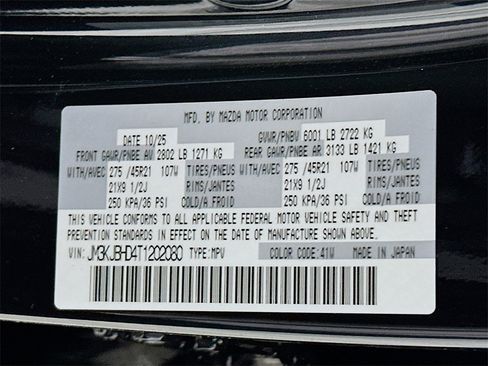 MFD. BY MAZDA MOTOR CORPORATION
DATE 10/25 GVWR/PNBV 6001 LB 2722 KG
FRONT GAWR/PNBE AV 2802 LB 1271 KG REAR GAWR/PNBE AR 3133 LB 1421 KG
WITH/AVEC 275 /45R21 107W TIRES/PNEUS WITH/AVEC 275 /45R21 107W TIRES/PNEUS
21X9 1/2J RIMS/JANTES 21X9 1/2J RIMS/JANTES
250 KPA/36 PSI COLD/A FROID 250 KPA/36 PSI COLD/A FROID
THIS VEHICLE CONFORMS TO ALL APPLICABLE FEDERAL MOTOR VEHICLE SAFETY AND THEFT
PREVENTION STANDARDS IN EFFECT ON THE DATE OF MANUFACTURE SHOWN ABOVE.
VIN: JM3KJBHD4T1202080 TYPE: MPV COLOR CODE: 41W MADE IN JAPAN